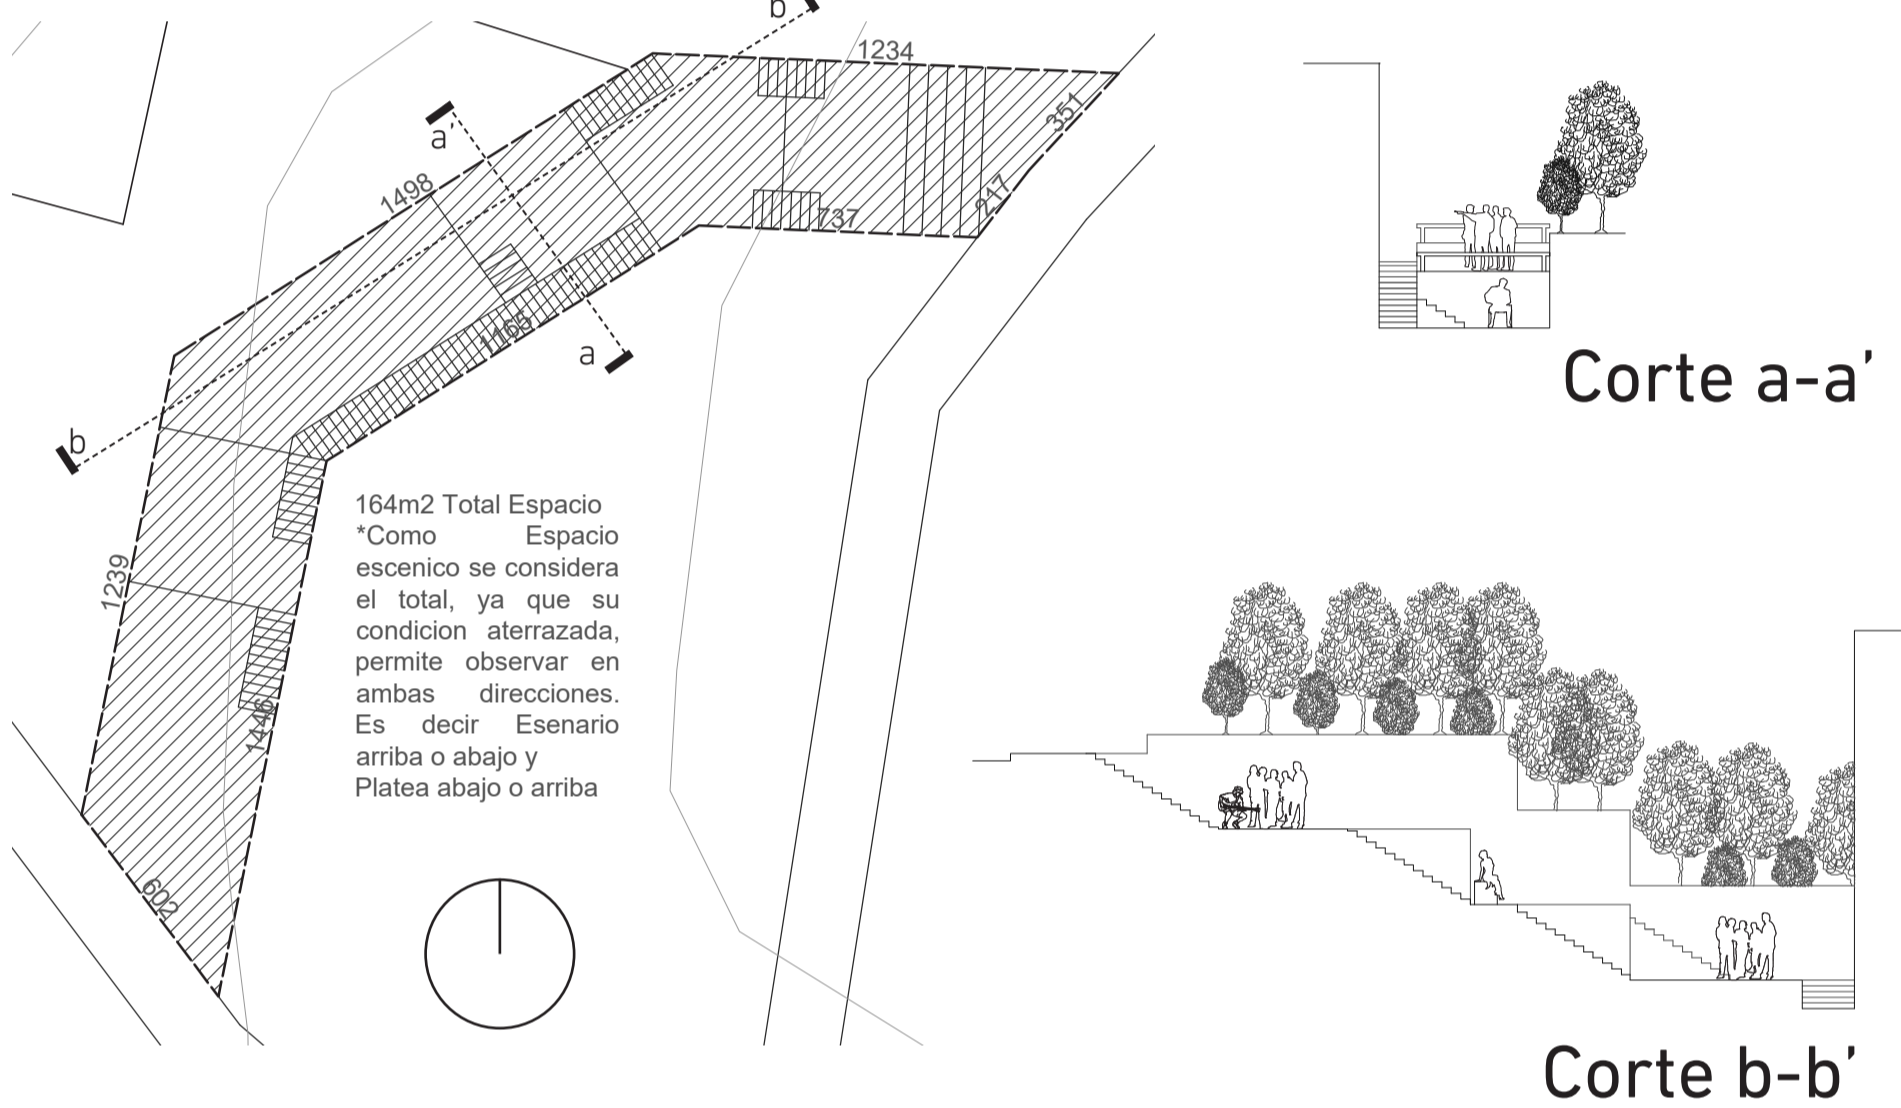 b
1234
a’
351
1498
217
737
1165
a
b
Corte a-a’
164m2 Total Espacio
*Como Espacio
escenico se considera
el total, ya que su
condicion aterrazada,
permite observar en
ambas direcciones.
Es decir Esenario
arriba o abajo y
Platea abajo o arriba
1239
1446
602
Corte b-b’